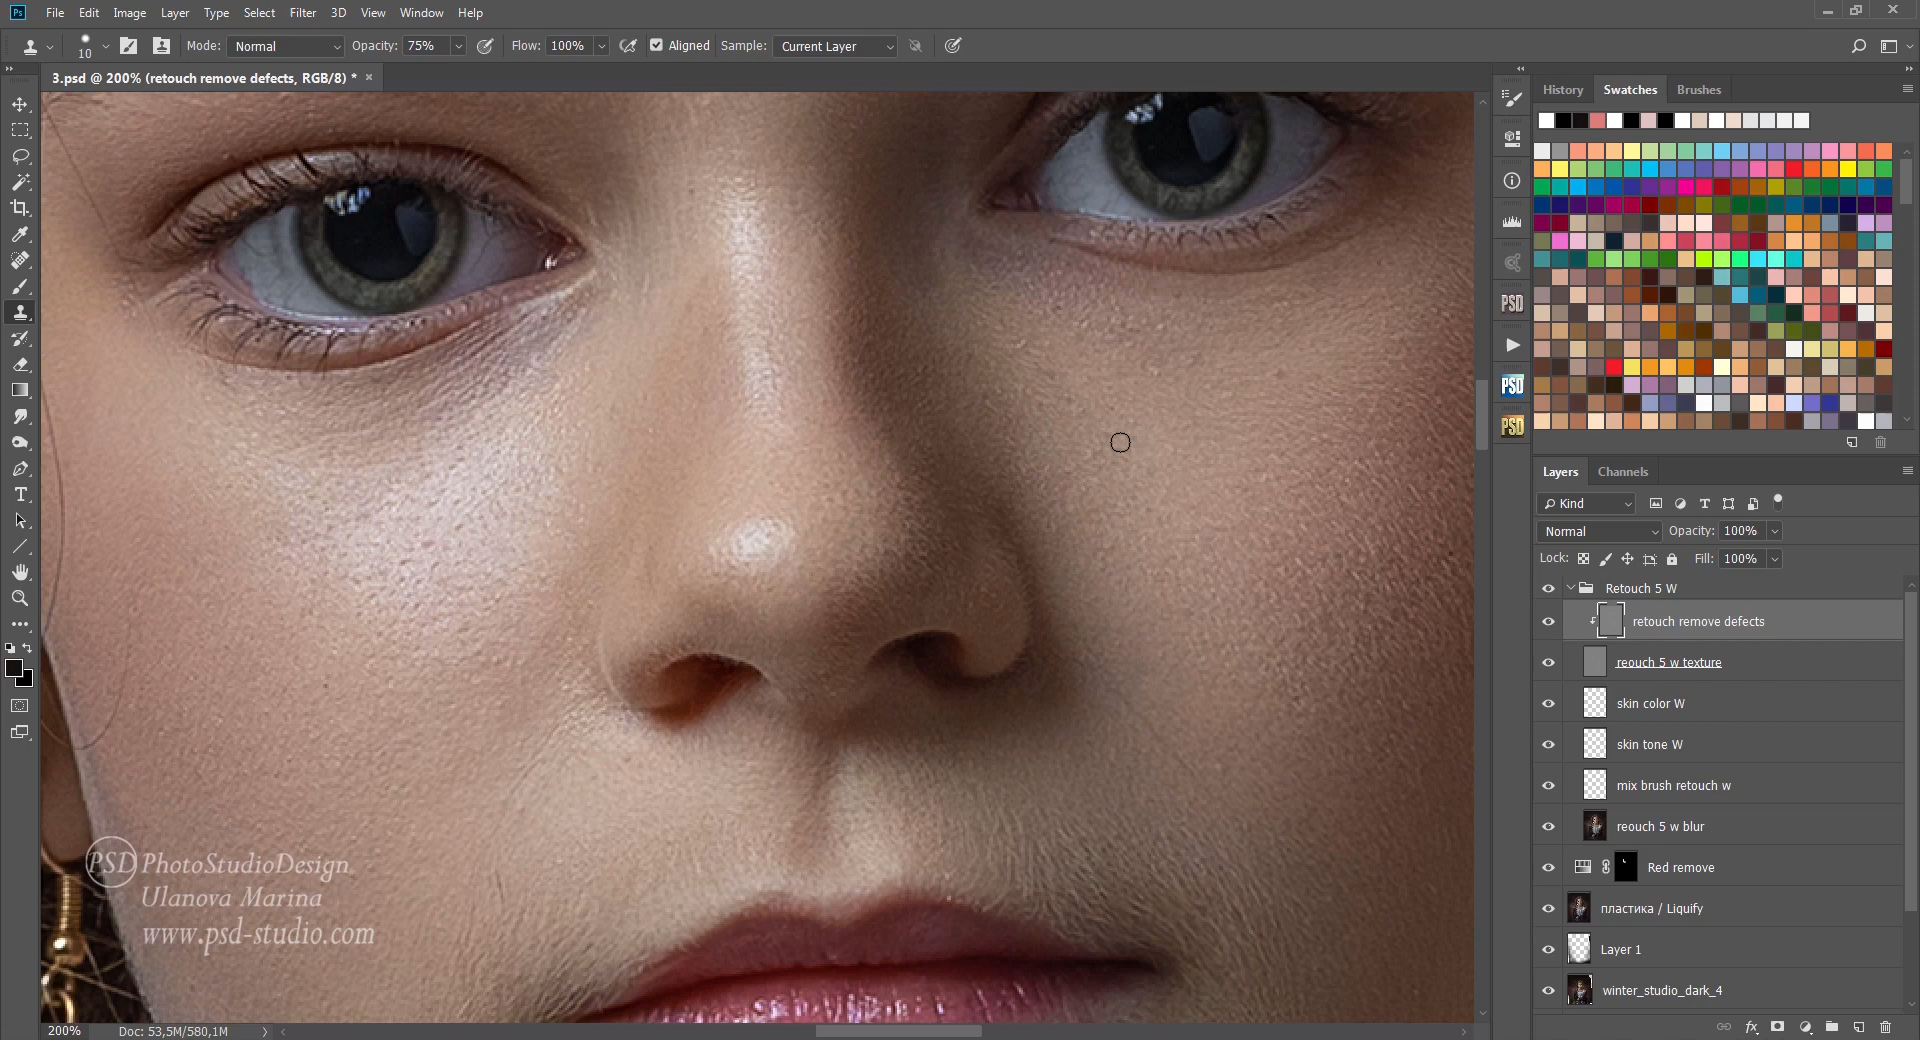 Ps File Edit Image Layer Type Select Filter 3D View Window Help
10 Mode: Normal Opacity: 75% Flow: 100% Aligned Sample: Current Layer
3.psd @ 200% (retouch remove defects, RGB/8) * ×
History Swatches Brushes
PSD
PSD
PSD
Layers Channels
Kind
Normal Opacity: 100%
Lock: Fill: 100%
Retouch 5 W
retouch remove defects
reouch 5 w texture
skin color W
skin tone W
mix brush retouch w
reouch 5 w blur
Red remove
пластика / Liquify
Layer 1
winter_studio_dark_4
fx
PSD PhotoStudioDesign
Ulanova Marina
www.psd-studio.com
200% Doc: 53,5M/580,1M